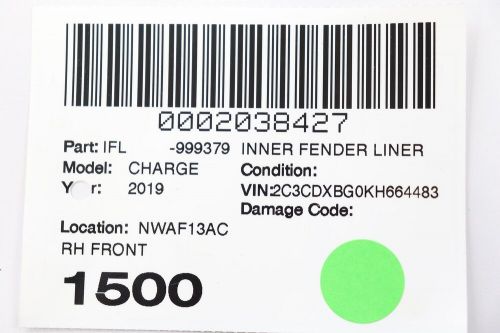 0002038427
Part: IFL -999379 INNER FENDER LINER
Model: CHARGE Condition:
Y r: 2019 VIN:2C3CDXBG0KH664483
Damage Code:
Location: NWAF13AC
RH FRONT
1500